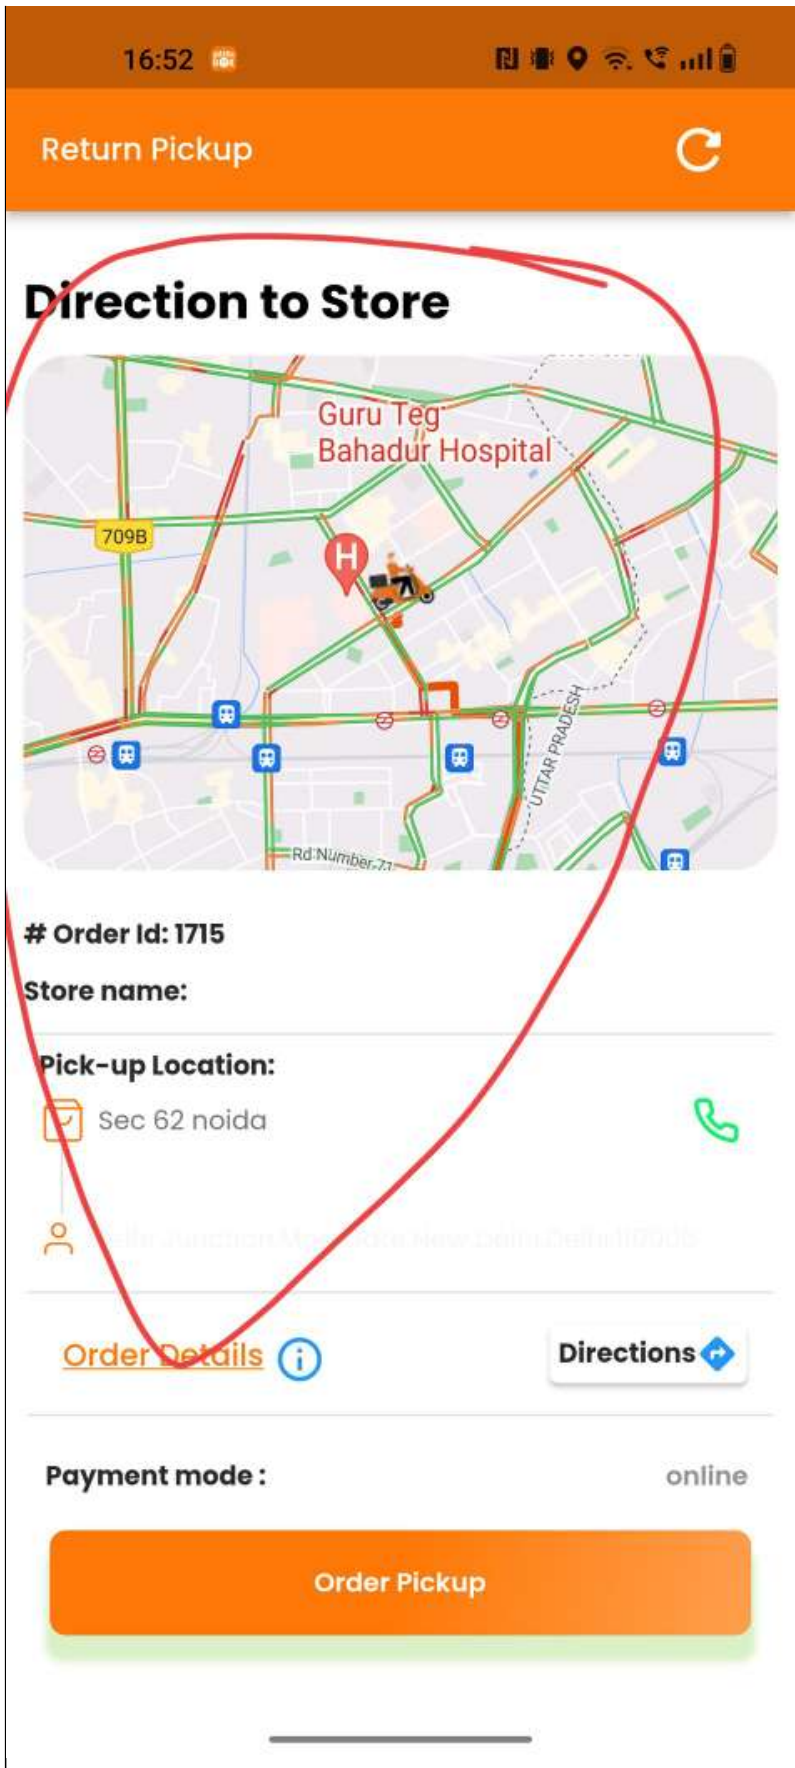 16:52
Return Pickup
Direction to Store
Guru Teg
Bahadur Hospital
709B
H
UTTAR PRADESH
Rd Number 71
# Order Id: 1715
Store name:
Pick-up Location:
Sec 62 noida
Order Details
Directions
Payment mode :
online
Order Pickup